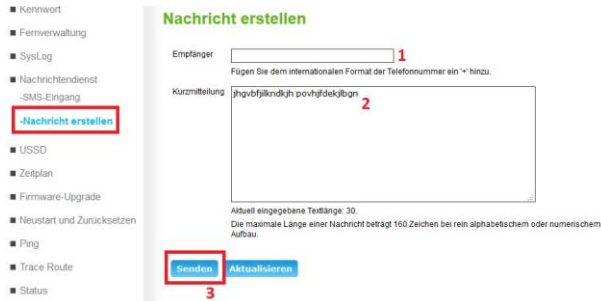 Kennwort
Fernverwaltung
SysLog
Nachrichtendienst
-SMS-Eingang
-Nachricht erstellen
USSD
Zeitplan
Firmware-Upgrade
Neustart und Zurücksetzen
Ping
Trace Route
Status
Nachricht erstellen
Empfänger
1
Fügen Sie dem internationalen Format der Telefonnummer ein '+' hinzu.
Kurzmitteilung
jhgvbfjilkndkjh povhjfdekjlbgn
2
Aktuell eingegebene Textlänge: 30.
Die maximale Länge einer Nachricht beträgt 160 Zeichen bei rein alphabetischem oder numerischem
Aufbau.
Senden
Aktualisieren
3